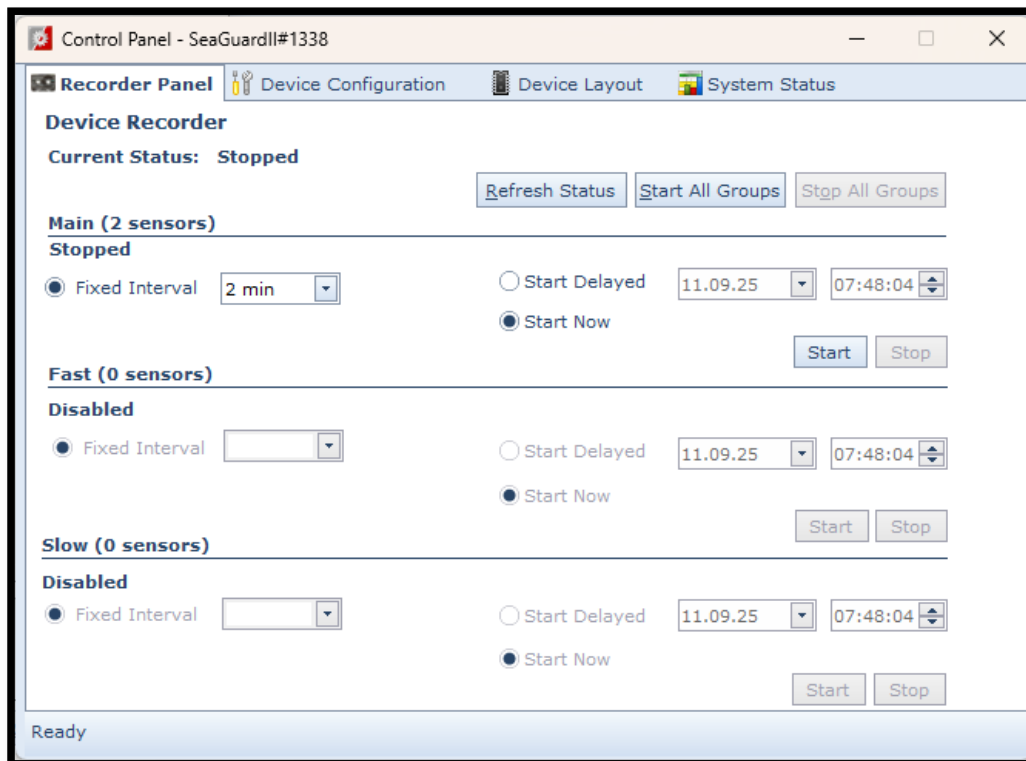 Control Panel - SeaGuardII#1338
Recorder Panel Device Configuration Device Layout System Status
Device Recorder
Current Status: Stopped
Refresh Status Start All Groups Stop All Groups
Main (2 sensors)
Stopped
Fixed Interval 2 min Start Delayed 11.09.25 07:48:04
Start Now
Start Stop
Fast (0 sensors)
Disabled
Fixed Interval Start Delayed 11.09.25 07:48:04
Start Now
Start Stop
Slow (0 sensors)
Disabled
Fixed Interval Start Delayed 11.09.25 07:48:04
Start Now
Start Stop
Ready